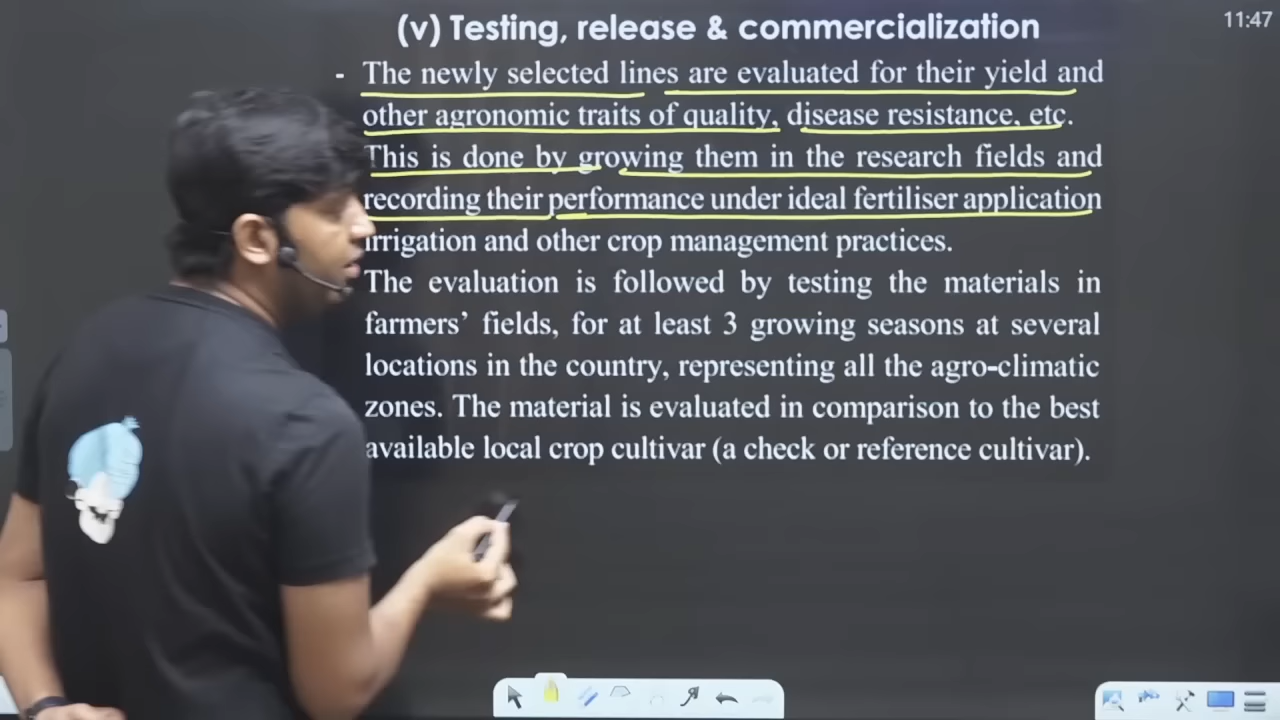 (v) Testing, release & commercialization
11:47
- The newly selected lines are evaluated for their yield and
other agronomic traits of quality, disease resistance, etc.
This is done by growing them in the research fields and
recording their performance under ideal fertiliser application
irrigation and other crop management practices.
The evaluation is followed by testing the materials in
farmers’ fields, for at least 3 growing seasons at several
locations in the country, representing all the agro-climatic
zones. The material is evaluated in comparison to the best
available local crop cultivar (a check or reference cultivar).